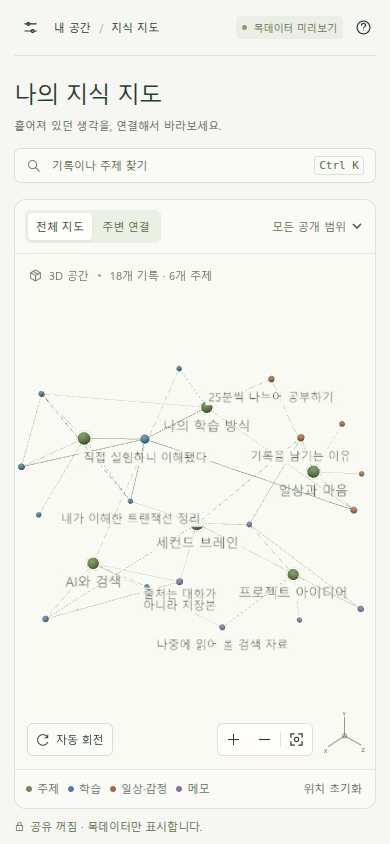 내 공간 / 지식 지도
목데이터 미리보기
나의 지식 지도
흩어져 있던 생각을, 연결해서 바라보세요.
기록이나 주제 찾기
Ctrl K
전체 지도
주변 연결
모든 공개 범위
3D 공간 • 18개 기록 · 6개 주제
25분씩 나누어 공부하기
나의 학습 방식
직접 실험하니 이해됐다
기록을 남기는 이유
일상과 마음
내가 이해한 트랜잭션 정리
세컨드 브레인
AI와 검색
출처는 대화가
아니라 저장본
프로젝트 아이디어
나중에 읽어 볼 검색 자료
자동 회전
Y
X
Z
주제
학습
일상·감정
메모
위치 초기화
공유 꺼짐 · 목데이터만 표시합니다.